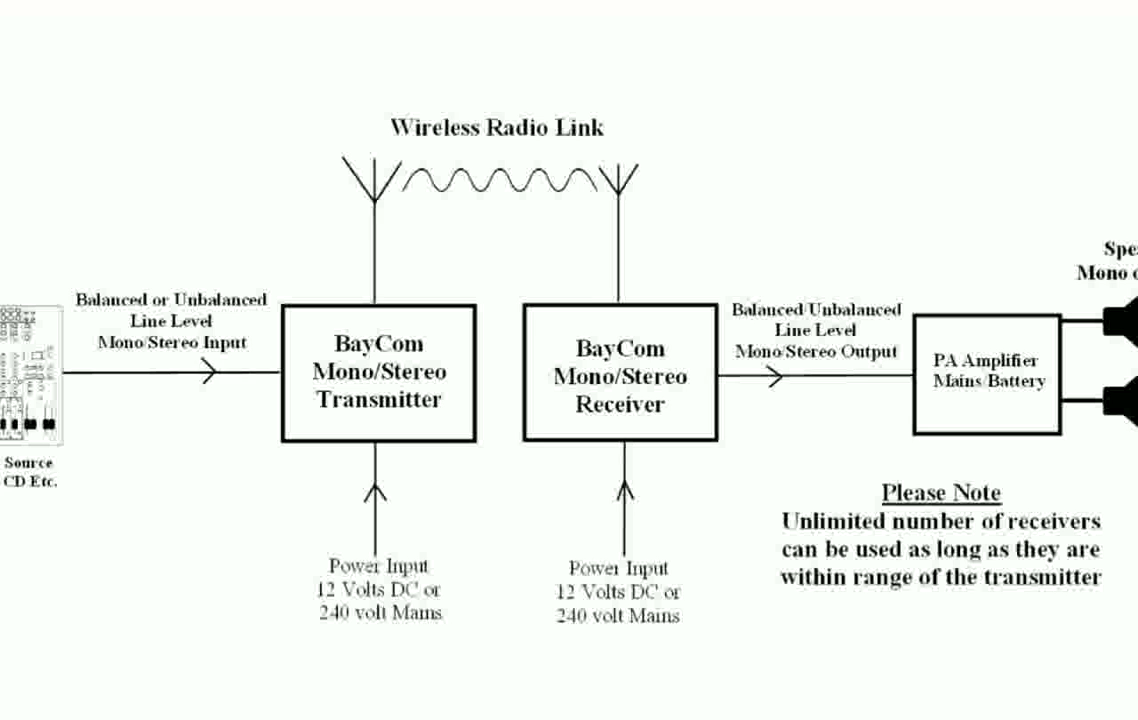 Wireless Radio Link
Balanced or Unbalanced
Line Level
Mono/Stereo Input
BayCom
Mono/Stereo
Transmitter
BayCom
Mono/Stereo
Receiver
Balanced/Unbalanced
Line Level
Mono/Stereo Output
PA Amplifier
Mains/Battery
Mono
Source
CD Etc.
Power Input
12 Volts DC or
240 volt Mains
Power Input
12 Volts DC or
240 volt Mains
Please Note
Unlimited number of receivers
can be used as long as they are
within range of the transmitter